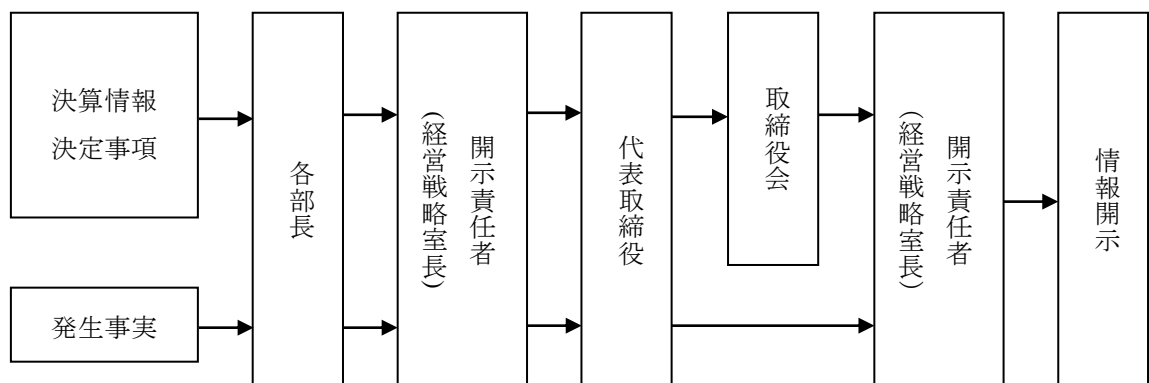 決算情報
決定事項
発生事実
各部長
開示責任者
(経営戦略室長)
代表取締役
取締役会
開示責任者
(経営戦略室長)
情報開示